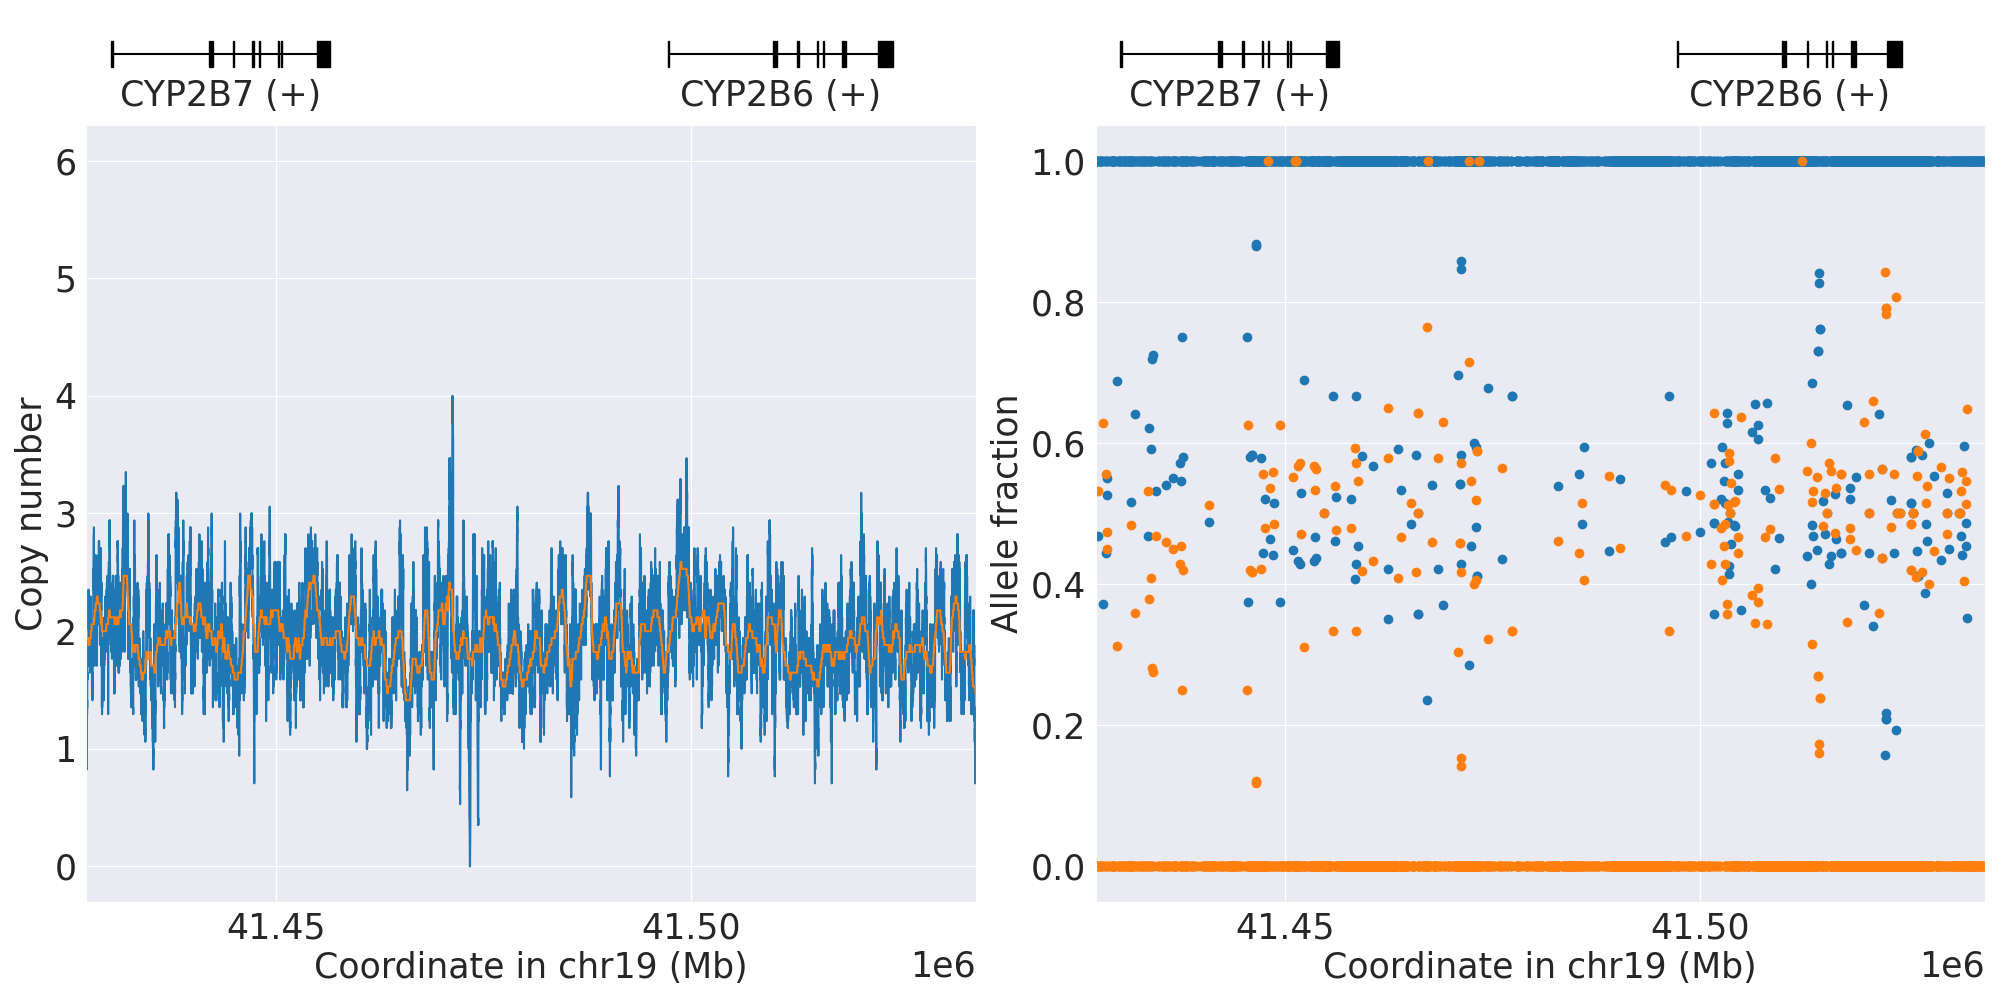 CYP2B7 (+)
CYP2B6 (+)
6
5
4
3
2
1
0
Copy number
41.45
41.50
Coordinate in chr19 (Mb)
1e6
CYP2B7 (+)
CYP2B6 (+)
1.0
0.8
0.6
0.4
0.2
0.0
Allele fraction
41.45
41.50
Coordinate in chr19 (Mb)
1e6